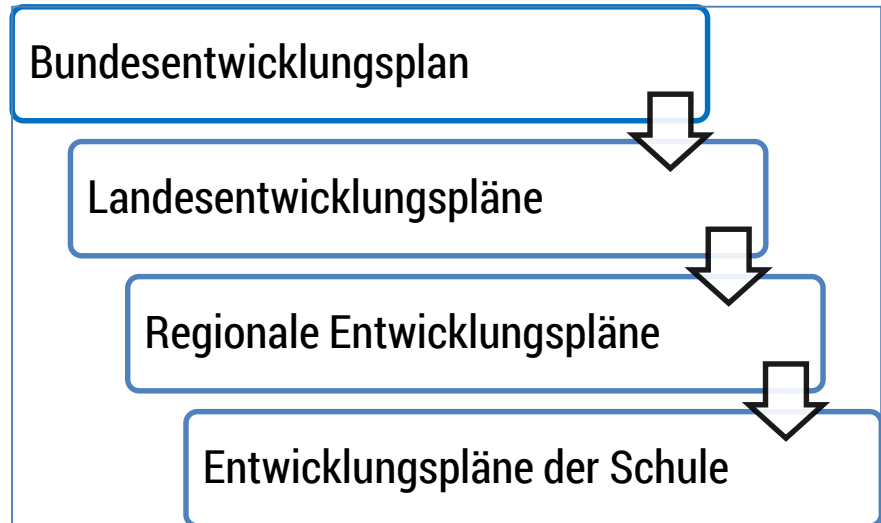 Bundesentwicklungsplan
Landesentwicklungspläne
Regionale Entwicklungspläne
Entwicklungspläne der Schule